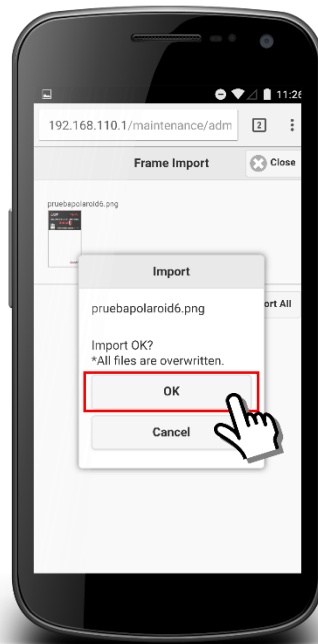 11:26
192.168.110.1/maintenance/adm
2
Frame Import
Close
pruebapolaroid6.png
Import
ort All
pruebapolaroid6.png
Import OK?
*All files are overwritten.
OK
Cancel